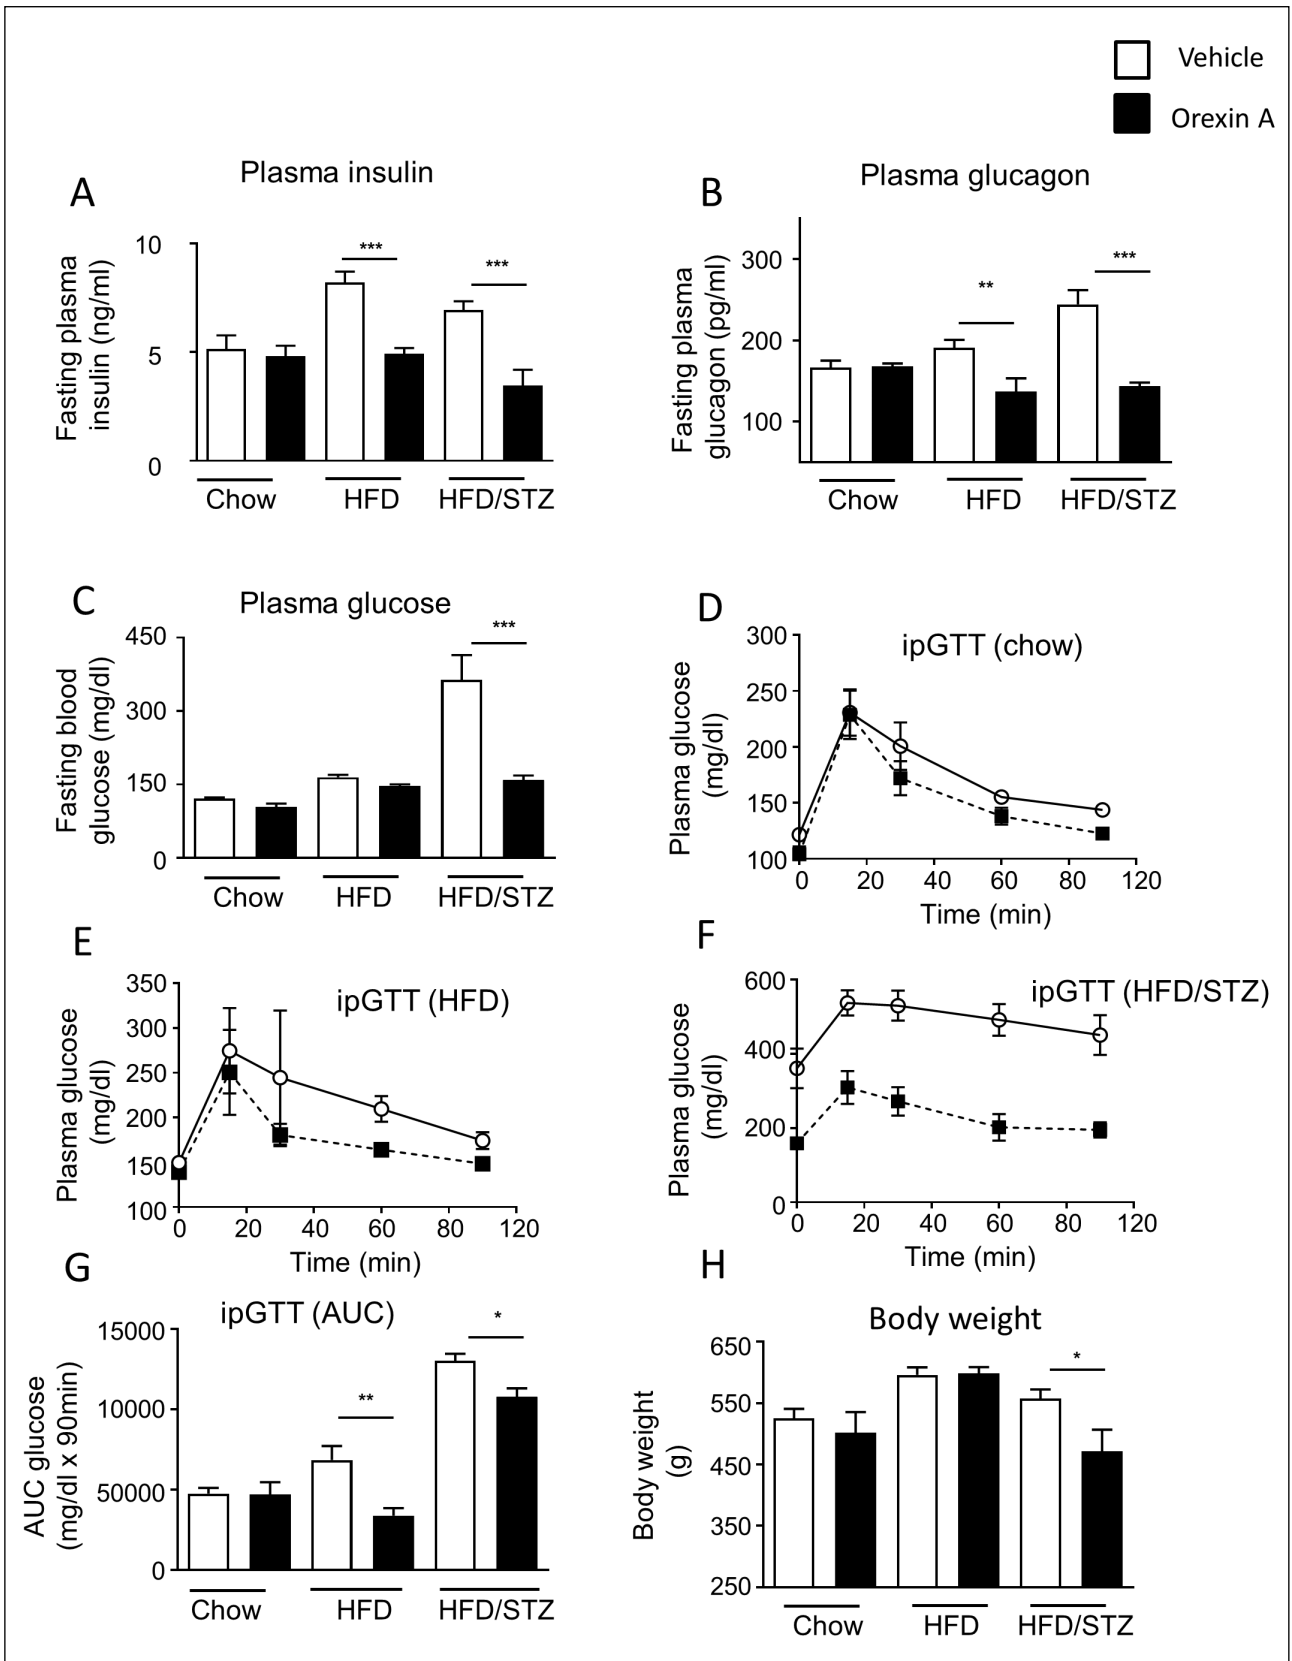 Vehicle
Orexin A
A
Plasma insulin
Fasting plasma
insulin (ng/ml)
10
5
0
***
***
Chow
HFD
HFD/STZ
B
Plasma glucagon
Fasting plasma
glucagon (pg/ml)
300
200
100
**
***
Chow
HFD
HFD/STZ
C
Plasma glucose
Fasting blood
glucose (mg/dl)
450
300
150
0
***
Chow
HFD
HFD/STZ
D
ipGTT (chow)
Plasma glucose
(mg/dl)
300
250
200
150
100
0 20 40 60 80 120
Time (min)
E
ipGTT (HFD)
Plasma glucose
(mg/dl)
350
300
250
200
150
100
0 20 40 60 80 120
Time (min)
F
ipGTT (HFD/STZ)
Plasma glucose
(mg/dl)
600
400
200
0
0 20 40 60 80 120
Time (min)
G
ipGTT (AUC)
AUC glucose
(mg/dl x 90min)
15000
10000
50000
0
**
*
Chow
HFD
HFD/STZ
H
Body weight
Body weight
(g)
650
550
450
350
250
*
Chow
HFD
HFD/STZ